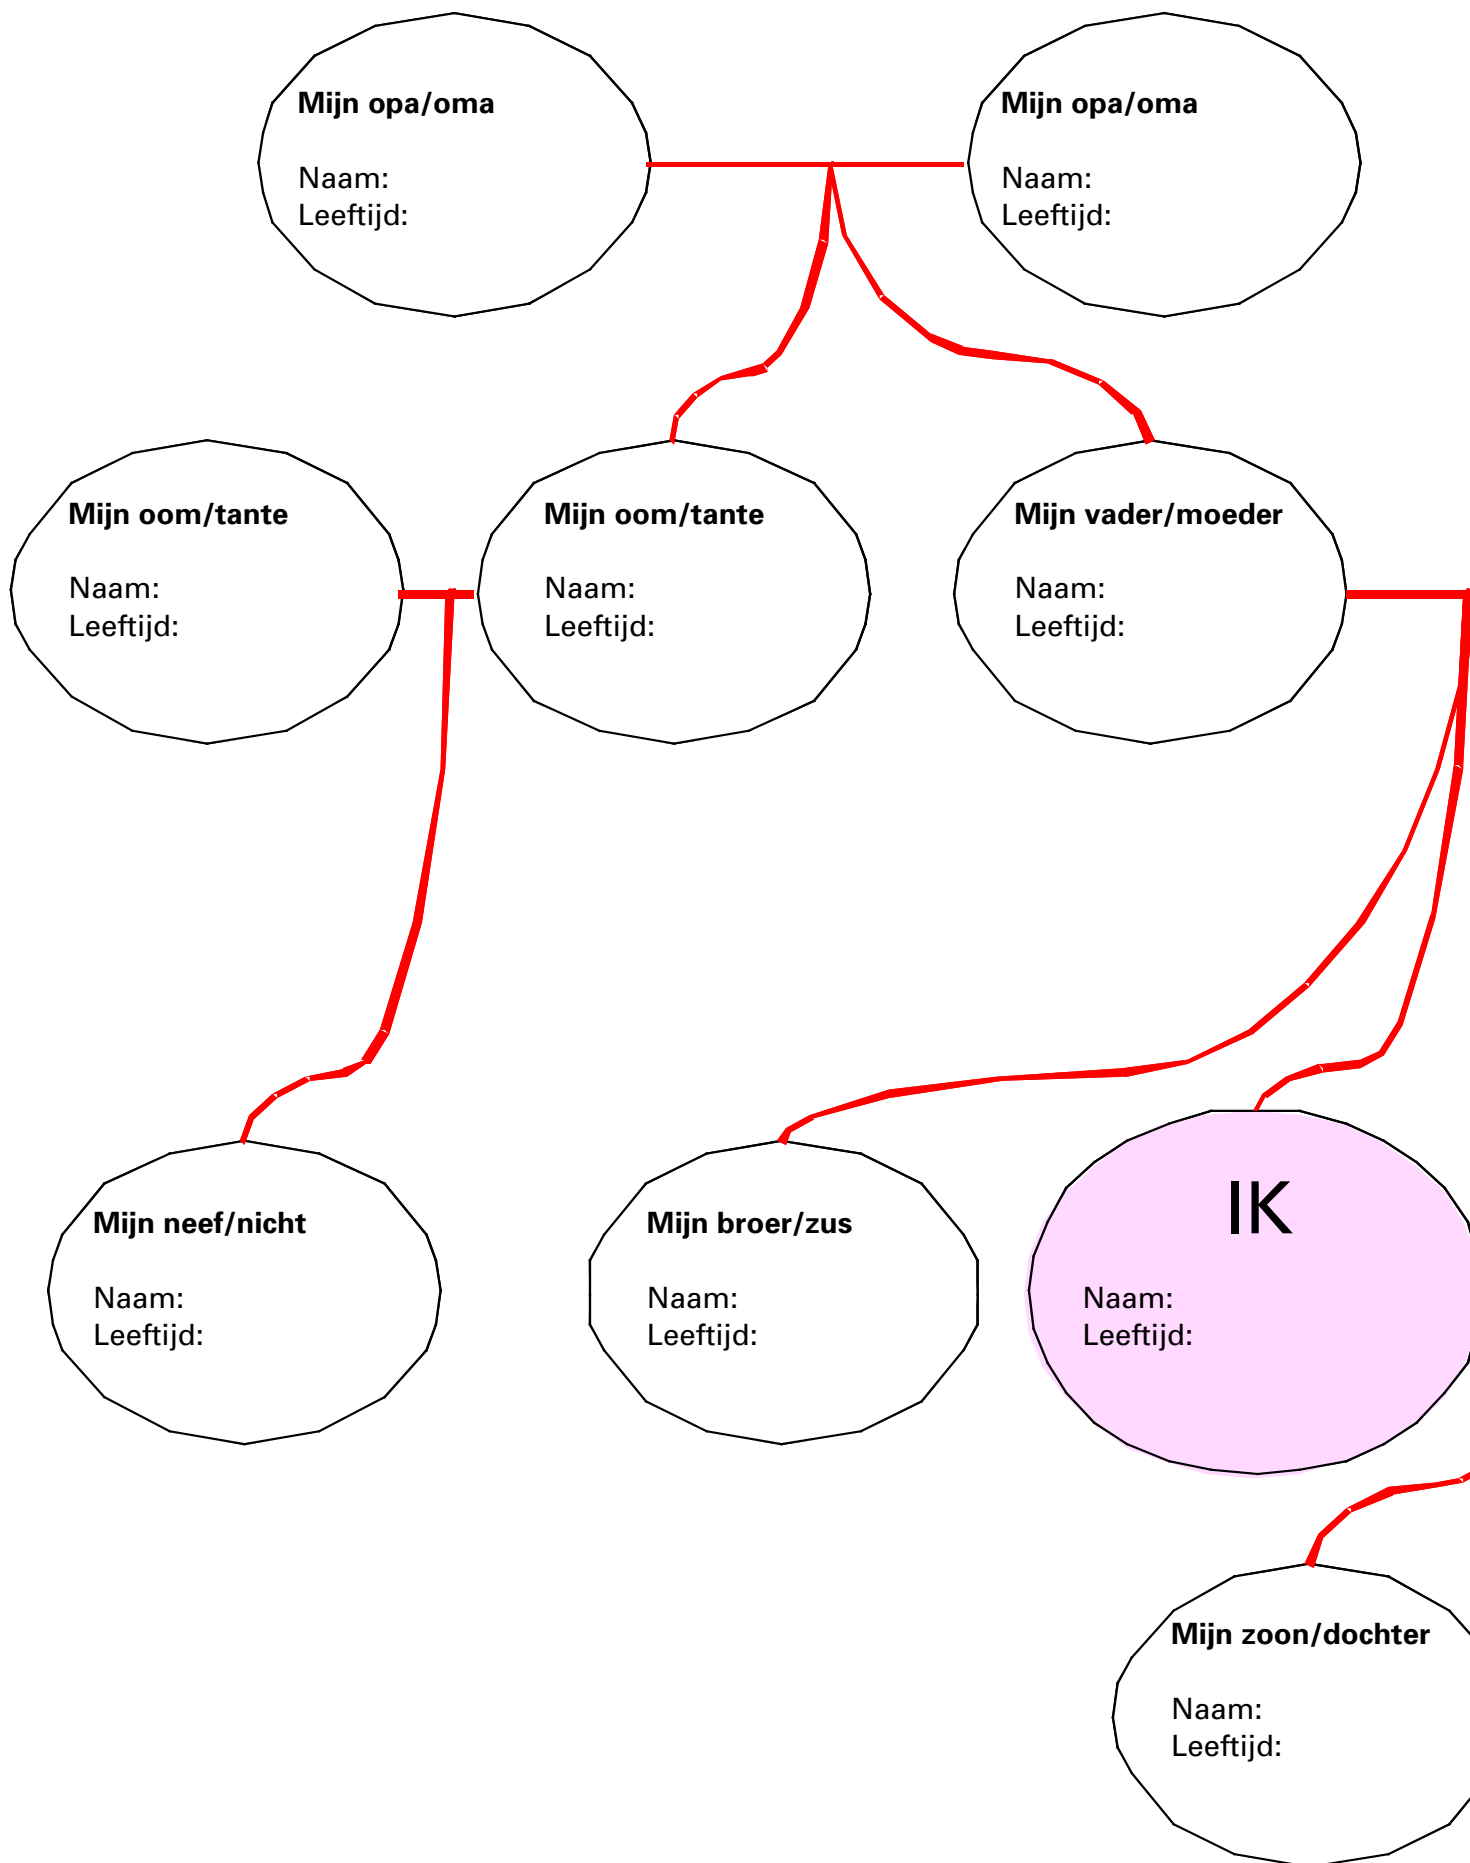 Mijn opa/oma
Naam:
Leeftijd:
Mijn opa/oma
Naam:
Leeftijd:
Mijn oom/tante
Naam:
Leeftijd:
Mijn oom/tante
Naam:
Leeftijd:
Mijn vader/moeder
Naam:
Leeftijd:
Mijn neef/nicht
Naam:
Leeftijd:
Mijn broer/zus
Naam:
Leeftijd:
IK
Naam:
Leeftijd:
Mijn zoon/dochter
Naam:
Leeftijd: